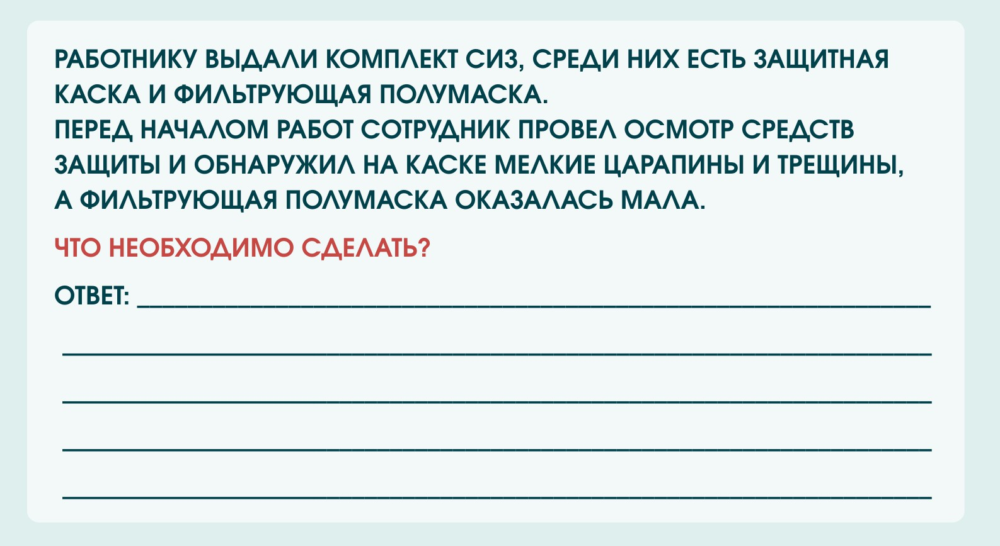 РАБОТНИКУ ВЫДАЛИ КОМПЛЕКТ СИЗ, СРЕДИ НИХ ЕСТЬ ЗАЩИТНАЯ
КАСКА И ФИЛЬТРУЮЩАЯ ПОЛУМАСКА.
ПЕРЕД НАЧАЛОМ РАБОТ СОТРУДНИК ПРОВЕЛ ОСМОТР СРЕДСТВ
ЗАЩИТЫ И ОБНАРУЖИЛ НА КАСКЕ МЕЛКИЕ ЦАРАПИНЫ И ТРЕЩИНЫ,
А ФИЛЬТРУЮЩАЯ ПОЛУМАСКА ОКАЗАЛАСЬ МАЛА.
ЧТО НЕОБХОДИМО СДЕЛАТЬ?
ОТВЕТ: